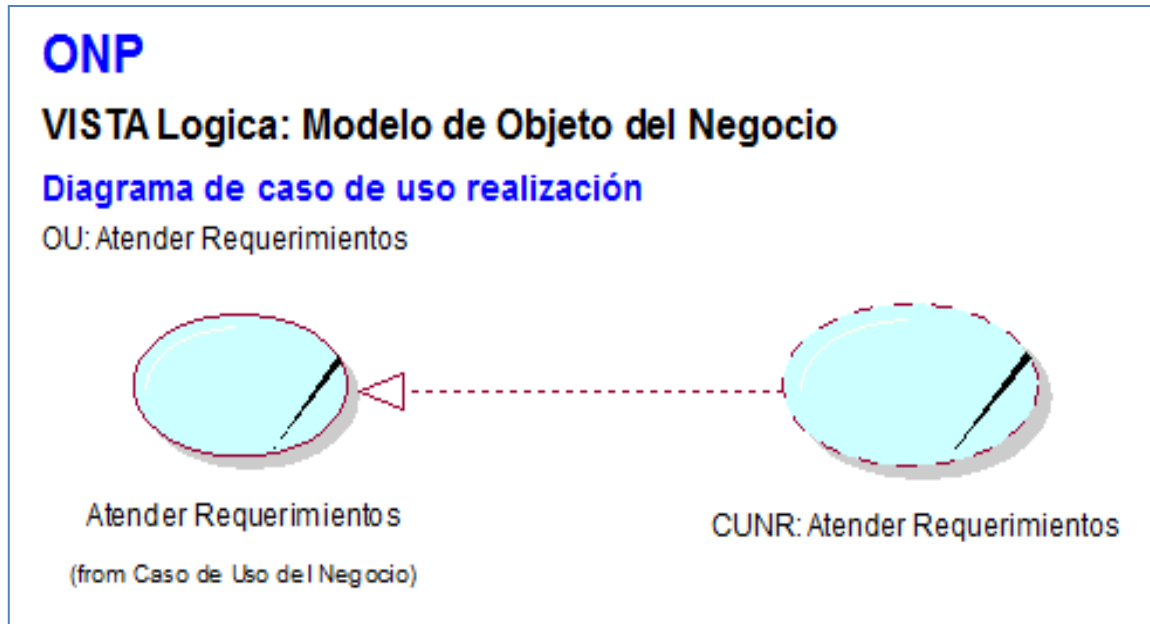 ONP
VISTA Logica: Modelo de Objeto del Negocio
Diagrama de caso de uso realización
OU: Atender Requerimientos
Atender Requerimientos
CUNR: Atender Requerimientos
(from Caso de Uso del Negocio)